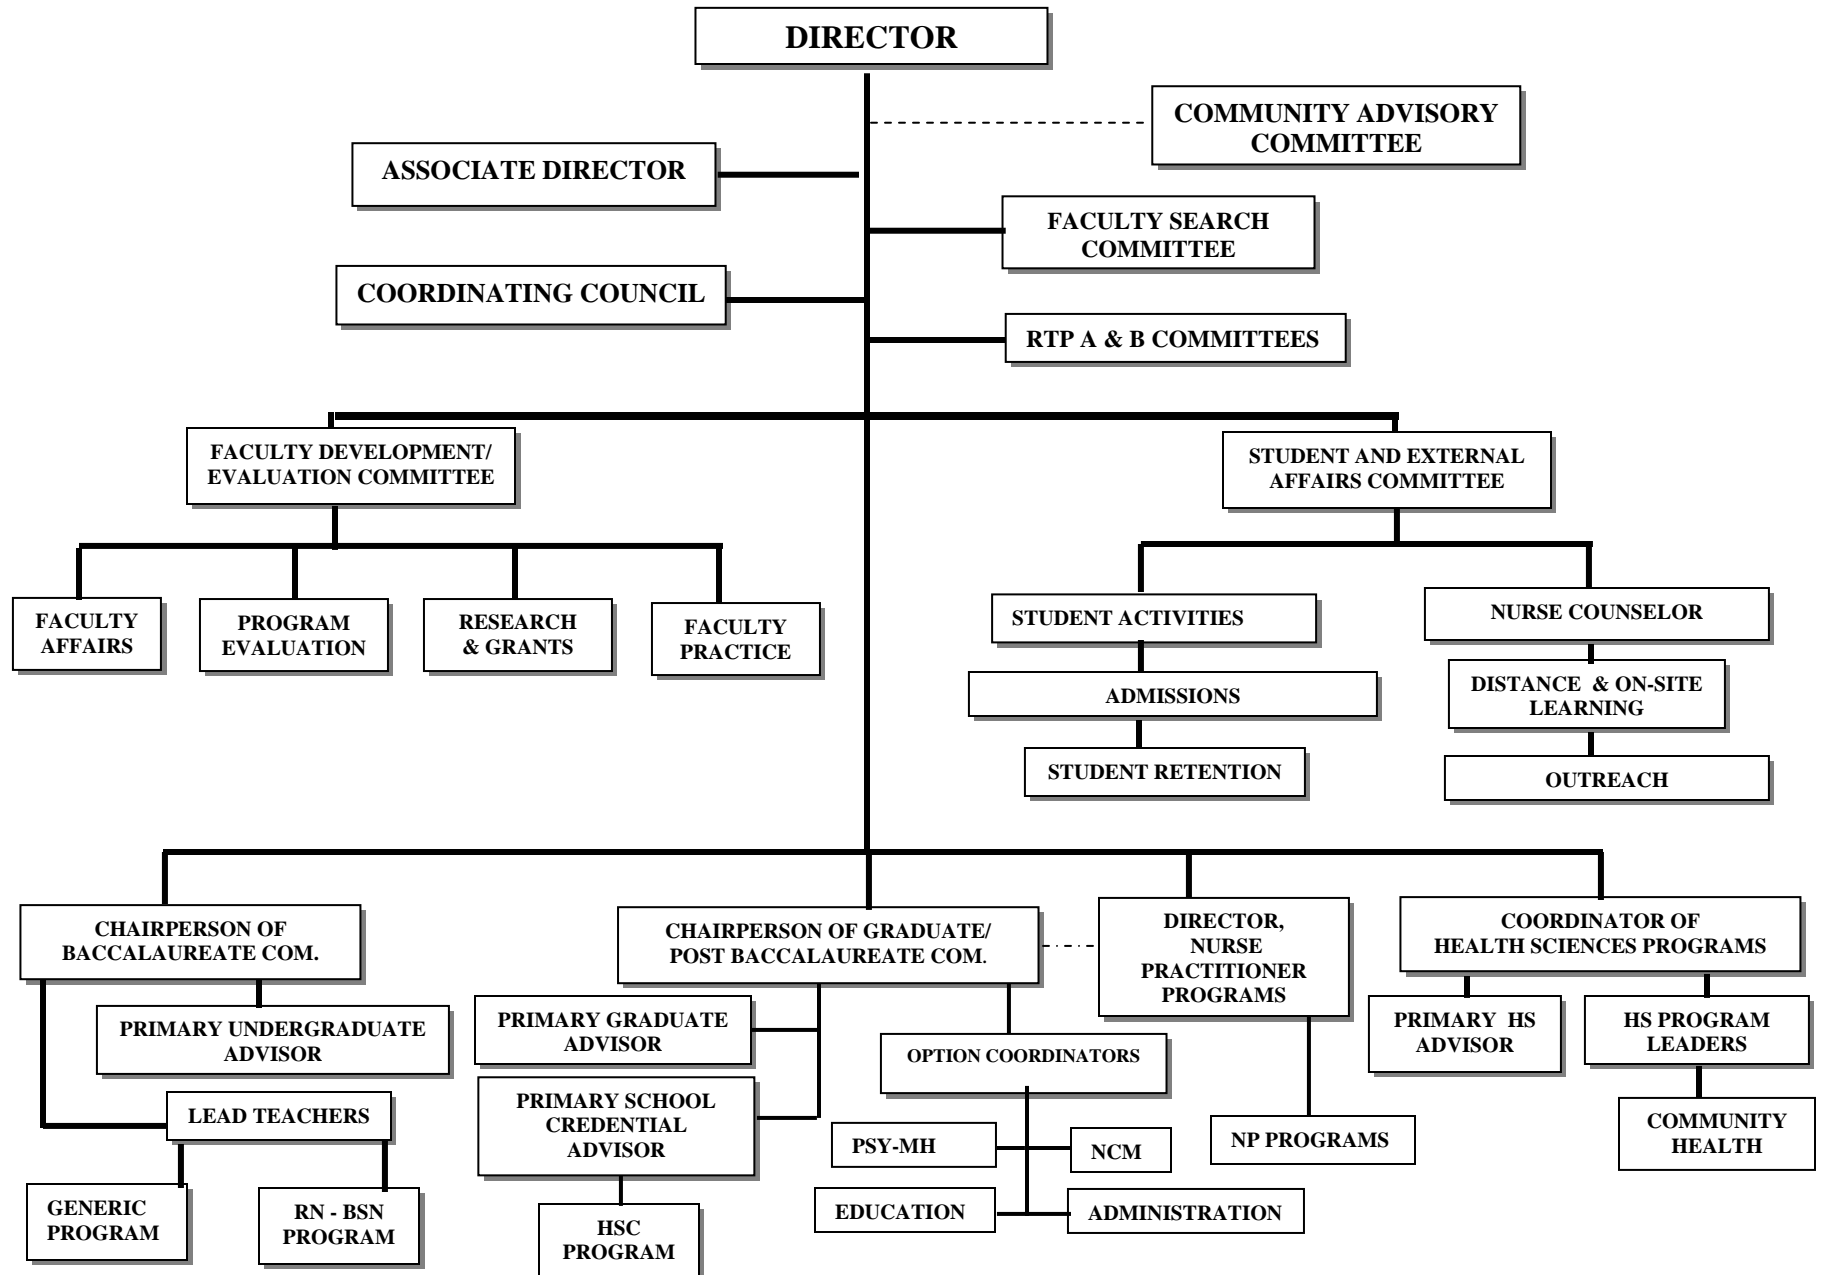 DIRECTOR
COMMUNITY ADVISORY
COMMITTEE
ASSOCIATE DIRECTOR
FACULTY SEARCH
COMMITTEE
COORDINATING COUNCIL
RTP A & B COMMITTEES
FACULTY DEVELOPMENT/
EVALUATION COMMITTEE
STUDENT AND EXTERNAL
AFFAIRS COMMITTEE
FACULTY
AFFAIRS
PROGRAM
EVALUATION
RESEARCH
& GRANTS
FACULTY
PRACTICE
STUDENT ACTIVITIES
ADMISSIONS
STUDENT RETENTION
NURSE COUNSELOR
DISTANCE & ON-SITE
LEARNING
OUTREACH
CHAIRPERSON OF
BACCALAUREATE COM.
PRIMARY UNDERGRADUATE
ADVISOR
LEAD TEACHERS
GENERIC
PROGRAM
RN - BSN
PROGRAM
CHAIRPERSON OF GRADUATE/
POST BACCALAUREATE COM.
PRIMARY GRADUATE
ADVISOR
PRIMARY SCHOOL
CREDENTIAL
ADVISOR
HSC
PROGRAM
OPTION COORDINATORS
PSY-MH
NCM
EDUCATION
ADMINISTRATION
DIRECTOR,
NURSE
PRACTITIONER
PROGRAMS
NP PROGRAMS
COORDINATOR OF
HEALTH SCIENCES PROGRAMS
PRIMARY HS
ADVISOR
HS PROGRAM
LEADERS
COMMUNITY
HEALTH